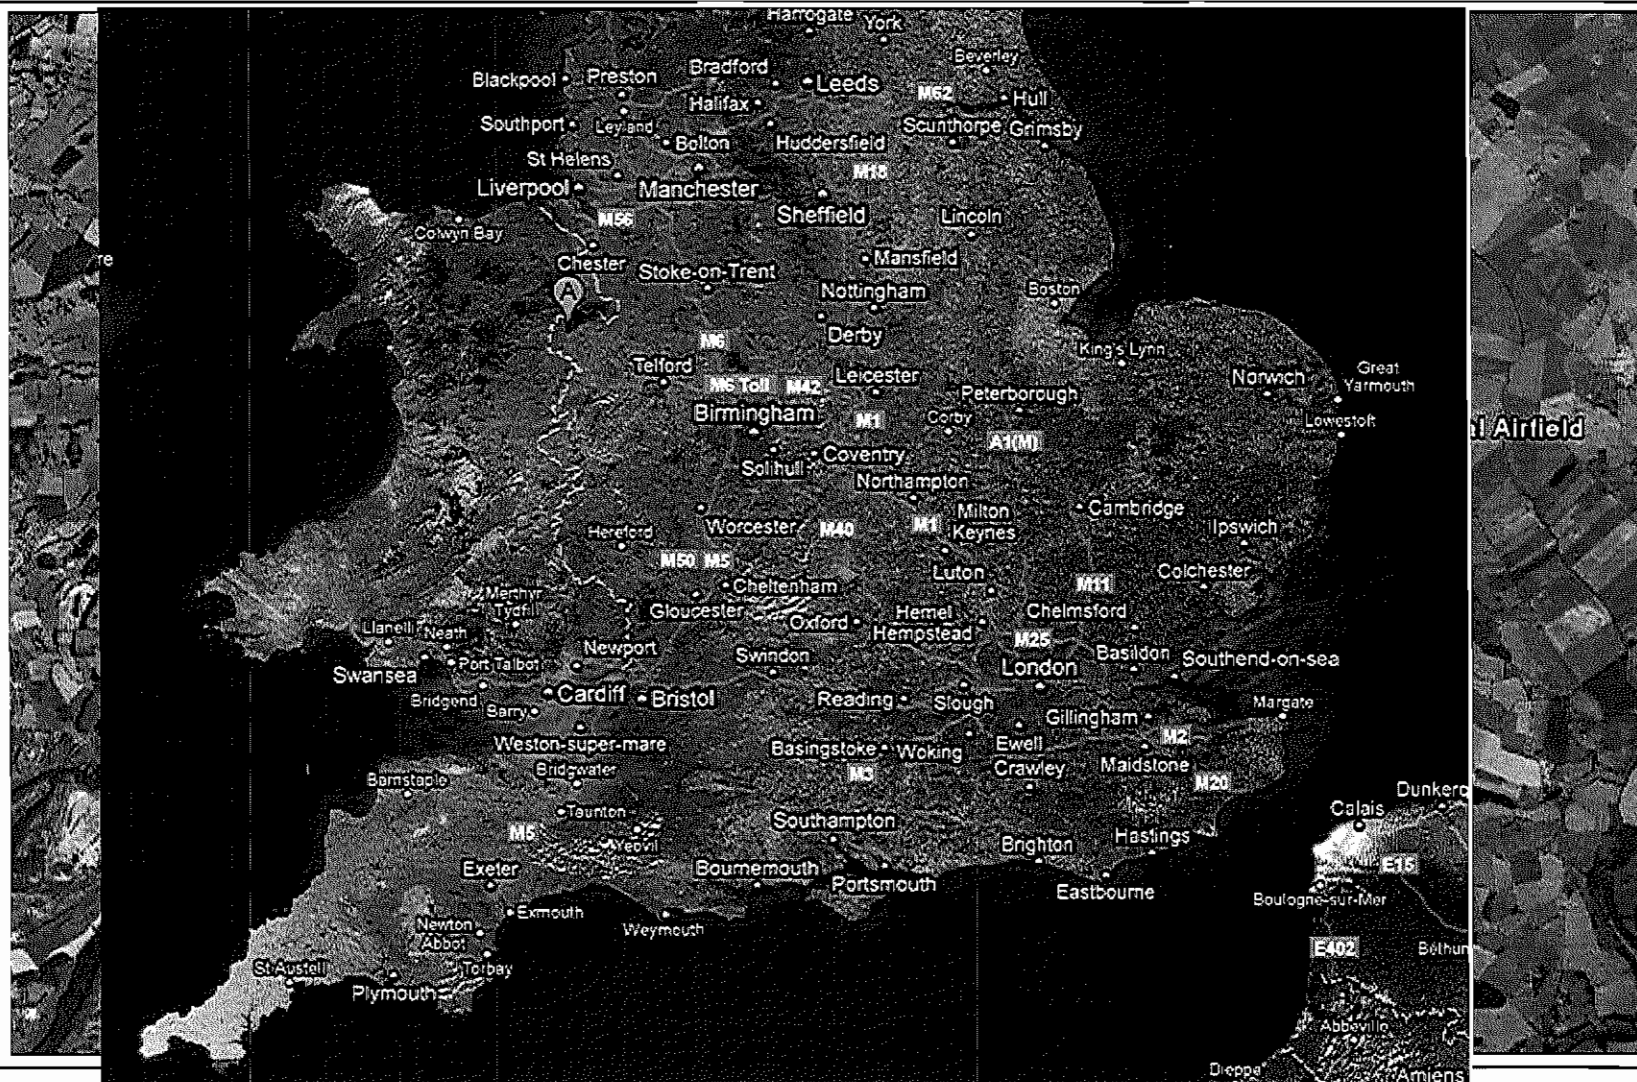 Harrogate
York
Beverley
Blackpool
Preston
Bradford
Leeds
M62
Hull
Halifax
Southport
Leyland
Scunthorpe
Grimsby
Bolton
Huddersfield
St Helens
M18
Liverpool
Manchester
Sheffield
Lincoln
M56
Colwyn Bay
re
Chester
Stoke-on-Trent
Mansfield
A
Nottingham
Boston
Derby
M6
King's Lynn
Telford
Leicester
Norwich
Great
Yarmouth
M6 Toll
M42
Peterborough
Birmingham
M1
Corby
Lowestoft
al Airfield
A1(M)
Solihull
Coventry
Northampton
Cambridge
Milton
Keynes
Hereford
Worcester
M40
M1
Ipswich
M50
M5
Luton
Colchester
Cheltenham
M11
Merthyr
Tydfil
Gloucester
Hemel
Hempstead
Chelmsford
Oxford
Llanelli
Neath
M25
Newport
Swindon
London
Basildon
Southend-on-sea
Port Talbot
Swansea
Bridgend
Cardiff
Bristol
Reading
Slough
Margate
Barry
Gillingham
M2
Weston-super-mare
Basingstoke
Woking
Ewell
Bridgwater
M3
Crawley
Maidstone
M20
Barnstaple
Dunkerq
Calais
Taunton
Southampton
M5
Yeovil
Brighton
Hastings
Exeter
Bournemouth
Portsmouth
E15
Eastbourne
Boulogne-sur-Mer
Exmouth
Weymouth
Newton
Abbot
E402
Béthun
St Austell
Torbay
Plymouth
Abbeville
Dieppe
Amiens